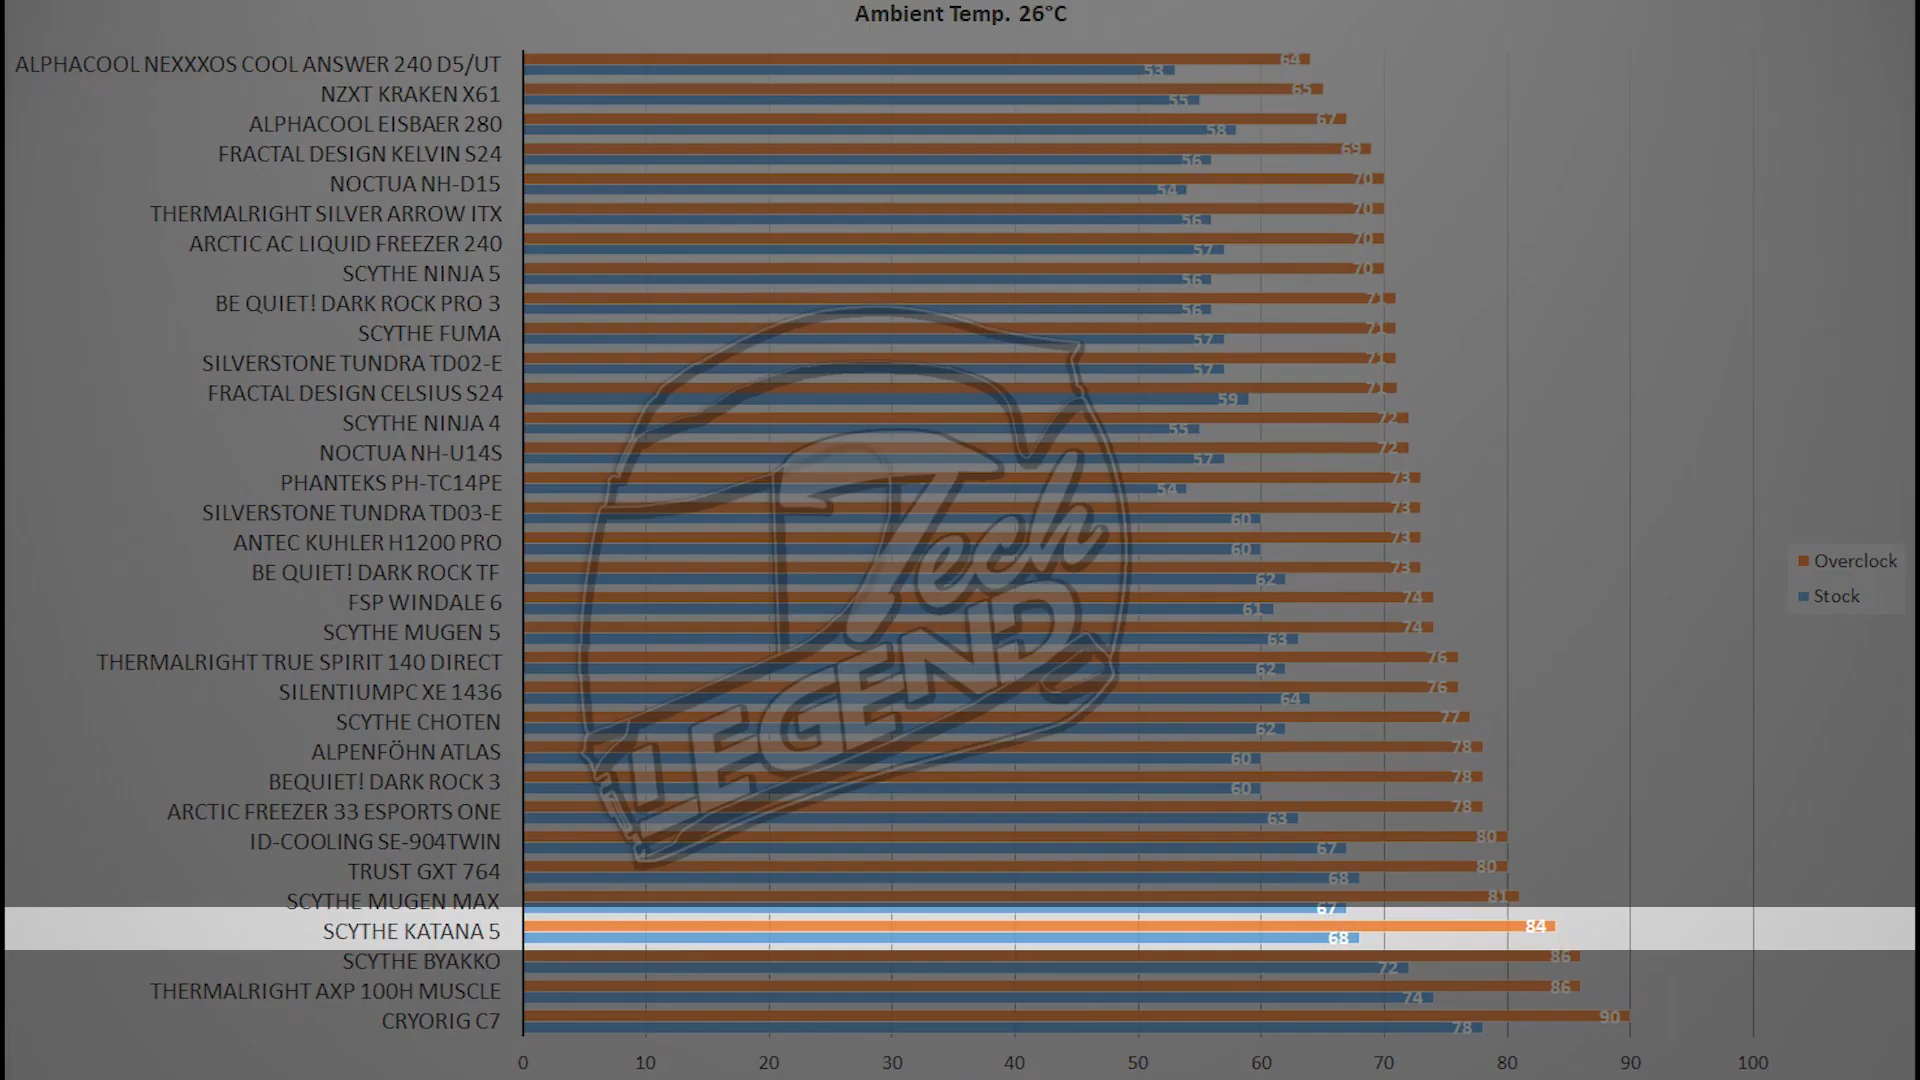 Ambient Temp. 26°C
ALPHACOOL NEXXXOS COOL ANSWER 240 D5/UT 64 53
NZXT KRAKEN X61 65 55
ALPHACOOL EISBAER 280 67 58
FRACTAL DESIGN KELVIN S24 69 56
NOCTUA NH-D15 70 54
THERMALRIGHT SILVER ARROW ITX 70 56
ARCTIC AC LIQUID FREEZER 240 70 57
SCYTHE NINJA 5 70 56
BE QUIET! DARK ROCK PRO 3 71 56
SCYTHE FUMA 71 57
SILVERSTONE TUNDRA TD02-E 71 57
FRACTAL DESIGN CELSIUS S24 71 59
SCYTHE NINJA 4 72 55
NOCTUA NH-U14S 72 57
PHANTEKS PH-TC14PE 73 54
SILVERSTONE TUNDRA TD03-E 73 60
ANTEC KUHLER H1200 PRO 73 60
BE QUIET! DARK ROCK TF 73 62
FSP WINDALE 6 74 61
SCYTHE MUGEN 5 74 63
THERMALRIGHT TRUE SPIRIT 140 DIRECT 76 62
SILENTIUMPC XE 1436 76 64
SCYTHE CHOTEN 77 62
ALPENFÖHN ATLAS 78 60
BEQUIET! DARK ROCK 3 78 60
ARCTIC FREEZER 33 ESPORTS ONE 78 63
ID-COOLING SE-904TWIN 80 67
TRUST GXT 764 80 68
SCYTHE MUGEN MAX 81 67
SCYTHE KATANA 5 84 68
SCYTHE BYAKKO 86 72
THERMALRIGHT AXP 100H MUSCLE 86 74
CRYORIG C7 90 78
0 10 20 30 40 50 60 70 80 90 100
Overclock
Stock
Tech
LEGEND